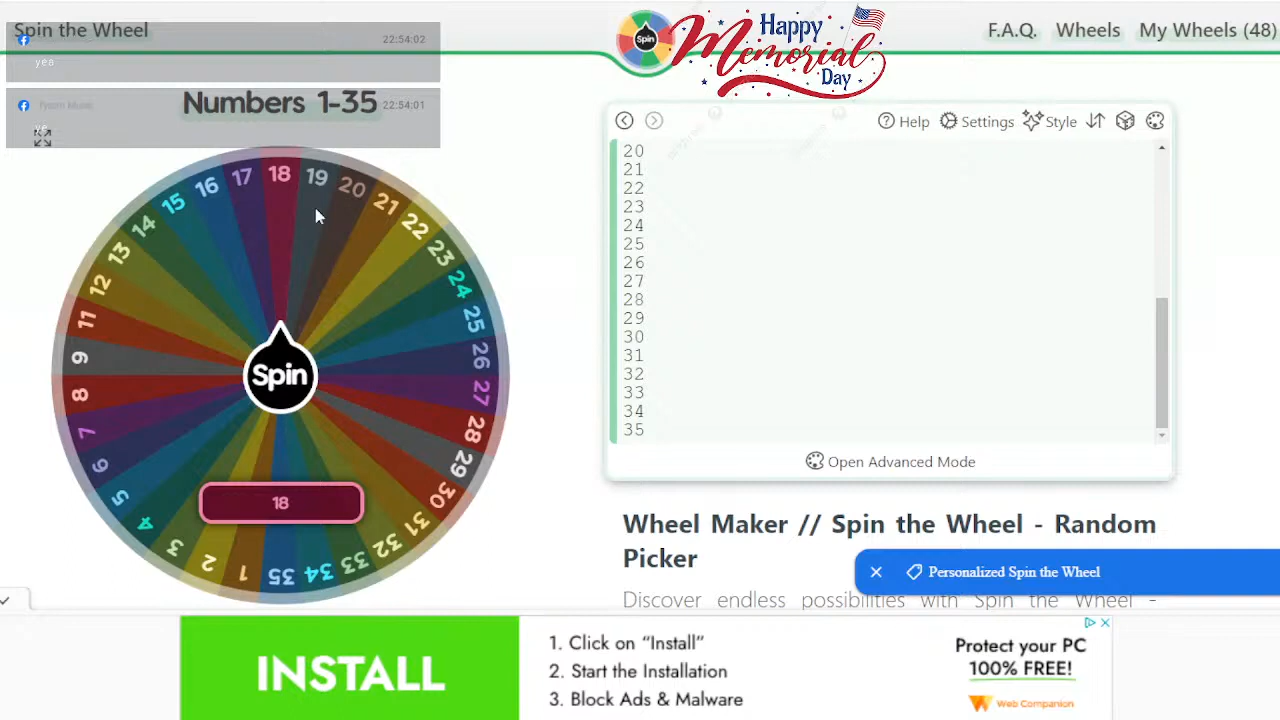 Spin the Wheel
22:54:02
yea
22:54:01
Numbers 1-35
Spin
Happy
Memorial
Day
F.A.Q.
Wheels
My Wheels (48)
Help
Settings
Style
20
21
22
23
24
25
26
27
28
29
30
31
32
33
34
35
Open Advanced Mode
18
19
20
21
22
23
24
25
26
27
28
29
30
31
32
33
34
35
1
2
3
4
5
6
7
8
9
11
12
13
14
15
16
17
Spin
18
Wheel Maker // Spin the Wheel - Random
Picker
Personalized Spin the Wheel
Discover endless possibilities with Spin the Wheel -
INSTALL
1. Click on "Install"
2. Start the Installation
3. Block Ads & Malware
Protect your PC
100% FREE!
Web Companion